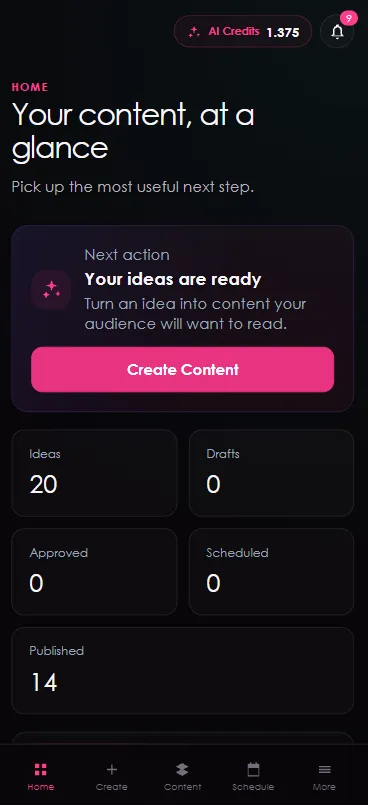 AI Credits 1.375
9
HOME
Your content, at a
glance
Pick up the most useful next step.
Next action
Your ideas are ready
Turn an idea into content your
audience will want to read.
Create Content
Ideas
20
Drafts
0
Approved
0
Scheduled
0
Published
14
Home
Create
Content
Schedule
More